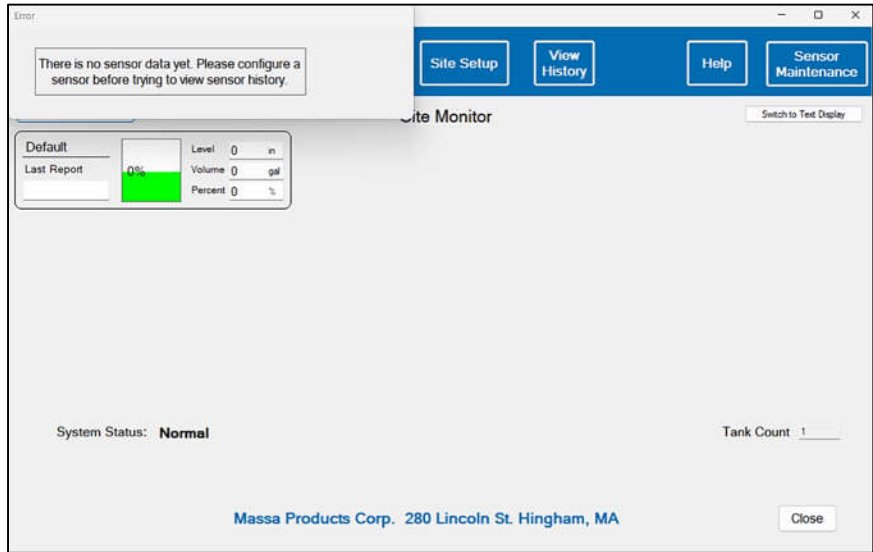 Error
There is no sensor data yet. Please configure a
sensor before trying to view sensor history.
Site Setup
View
History
Help
Sensor
Maintenance
Site Monitor
Switch to Text Display
Default
Last Report
0%
Level 0 in
Volume 0 gal
Percent 0 %
System Status: Normal
Tank Count 1
Massa Products Corp. 280 Lincoln St. Hingham, MA
Close